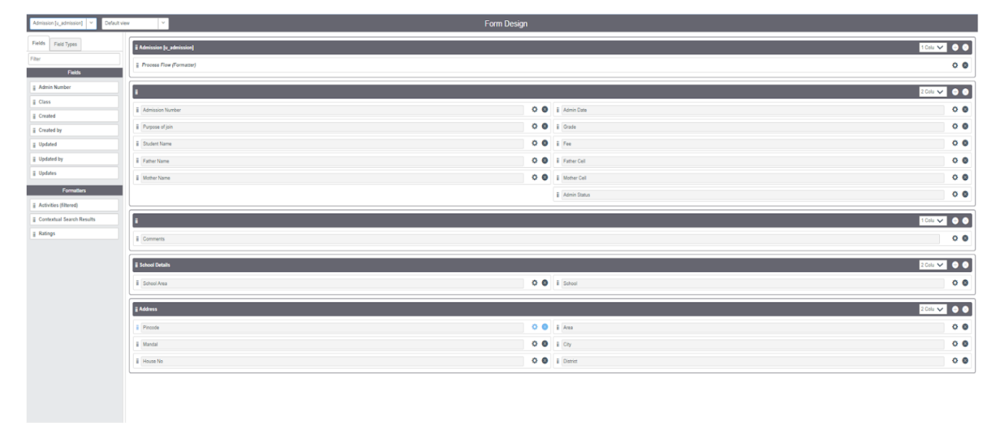 Admission [u_admission] Default view Form Design
Fields Field Types
Filter
Fields
Admin Number
Class
Created
Created by
Updated
Updated by
Updates
Formatters
Activities (filtered)
Contextual Search Results
Ratings
Admission [u_admission] 1 Colu
Process Flow (Formatter)
2 Colu
Admission Number Admin Date
Purpose of join Grade
Student Name Fee
Father Name Father Cell
Mother Name Mother Cell
Admin Status
1 Colu
Comments
School Details 2 Colu
School Area School
Address 2 Colu
Pincode Area
Mandal City
House No District